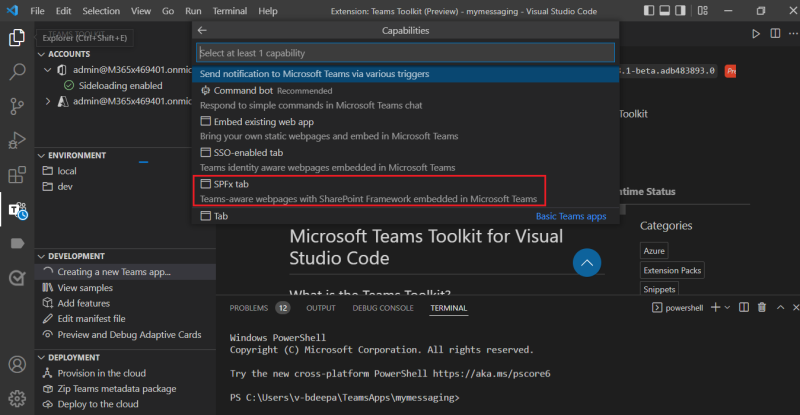 File Edit Selection View Go Run ··· Extension: Teams Toolkit (Preview) - mymessaging - Visual Studio Code
Explorer (Ctrl+Shift+E)
TEAMS TOOLKIT
ACCOUNTS
admin@M365x469401.onmic
Sideloading enabled
admin@M365x469401.onmic
ENVIRONMENT
local
dev
DEVELOPMENT
Creating a new Teams app...
View samples
Add features
Edit manifest file
Preview and Debug Adaptive Cards
DEPLOYMENT
Provision in the cloud
Zip Teams metadata package
Deploy to the cloud
Capabilities
Select at least 1 capability
Send notification to Microsoft Teams via various triggers
Command bot Recommended
Respond to simple commands in Microsoft Teams chat
Embed existing web app
Bring your own static webpages and embed in Microsoft Teams
SSO-enabled tab
Teams identity aware webpages embedded in Microsoft Teams
SPFx tab
Teams-aware webpages with SharePoint Framework embedded in Microsoft Teams
Tab Basic Teams apps
.1-beta.adb483893.0 Pre
Toolkit
ntime Status
Microsoft Teams Toolkit for Visual
Studio Code
What is the Teams Toolkit?
Categories
Azure
Extension Packs
Snippets
PROBLEMS 12 OUTPUT DEBUG CONSOLE TERMINAL powershell
Windows PowerShell
Copyright (C) Microsoft Corporation. All rights reserved.
Try the new cross-platform PowerShell https://aka.ms/pscore6
PS C:\Users\v-bdeepa\TeamsApps\mymessaging>